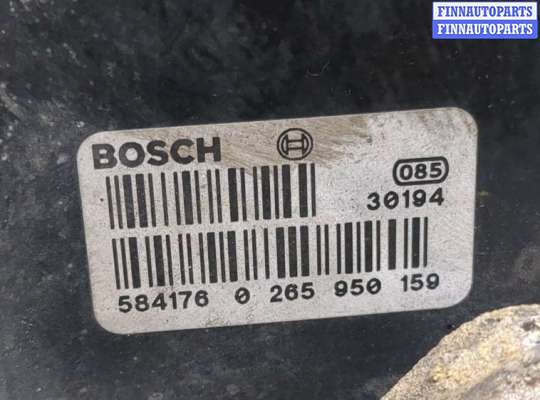 FINNAUTOPARTS
FINNAUTOPARTS
BOSCH
085
30194
584176 0 265 950 159